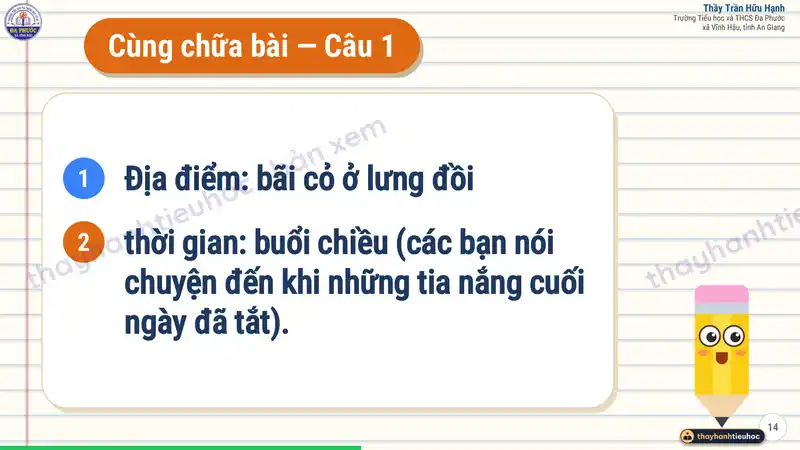 Thầy Trần Hữu Hạnh
Trường Tiểu học và THCS Đa Phước
xã Vĩnh Hậu, tỉnh An Giang
ĐA PHƯỚC
Cùng chữa bài – Câu 1
1 Địa điểm: bãi cỏ ở lưng đồi
2 thời gian: buổi chiều (các bạn nói
chuyện đến khi những tia nắng cuối
ngày đã tắt).
14
thayhanhtieuhoc